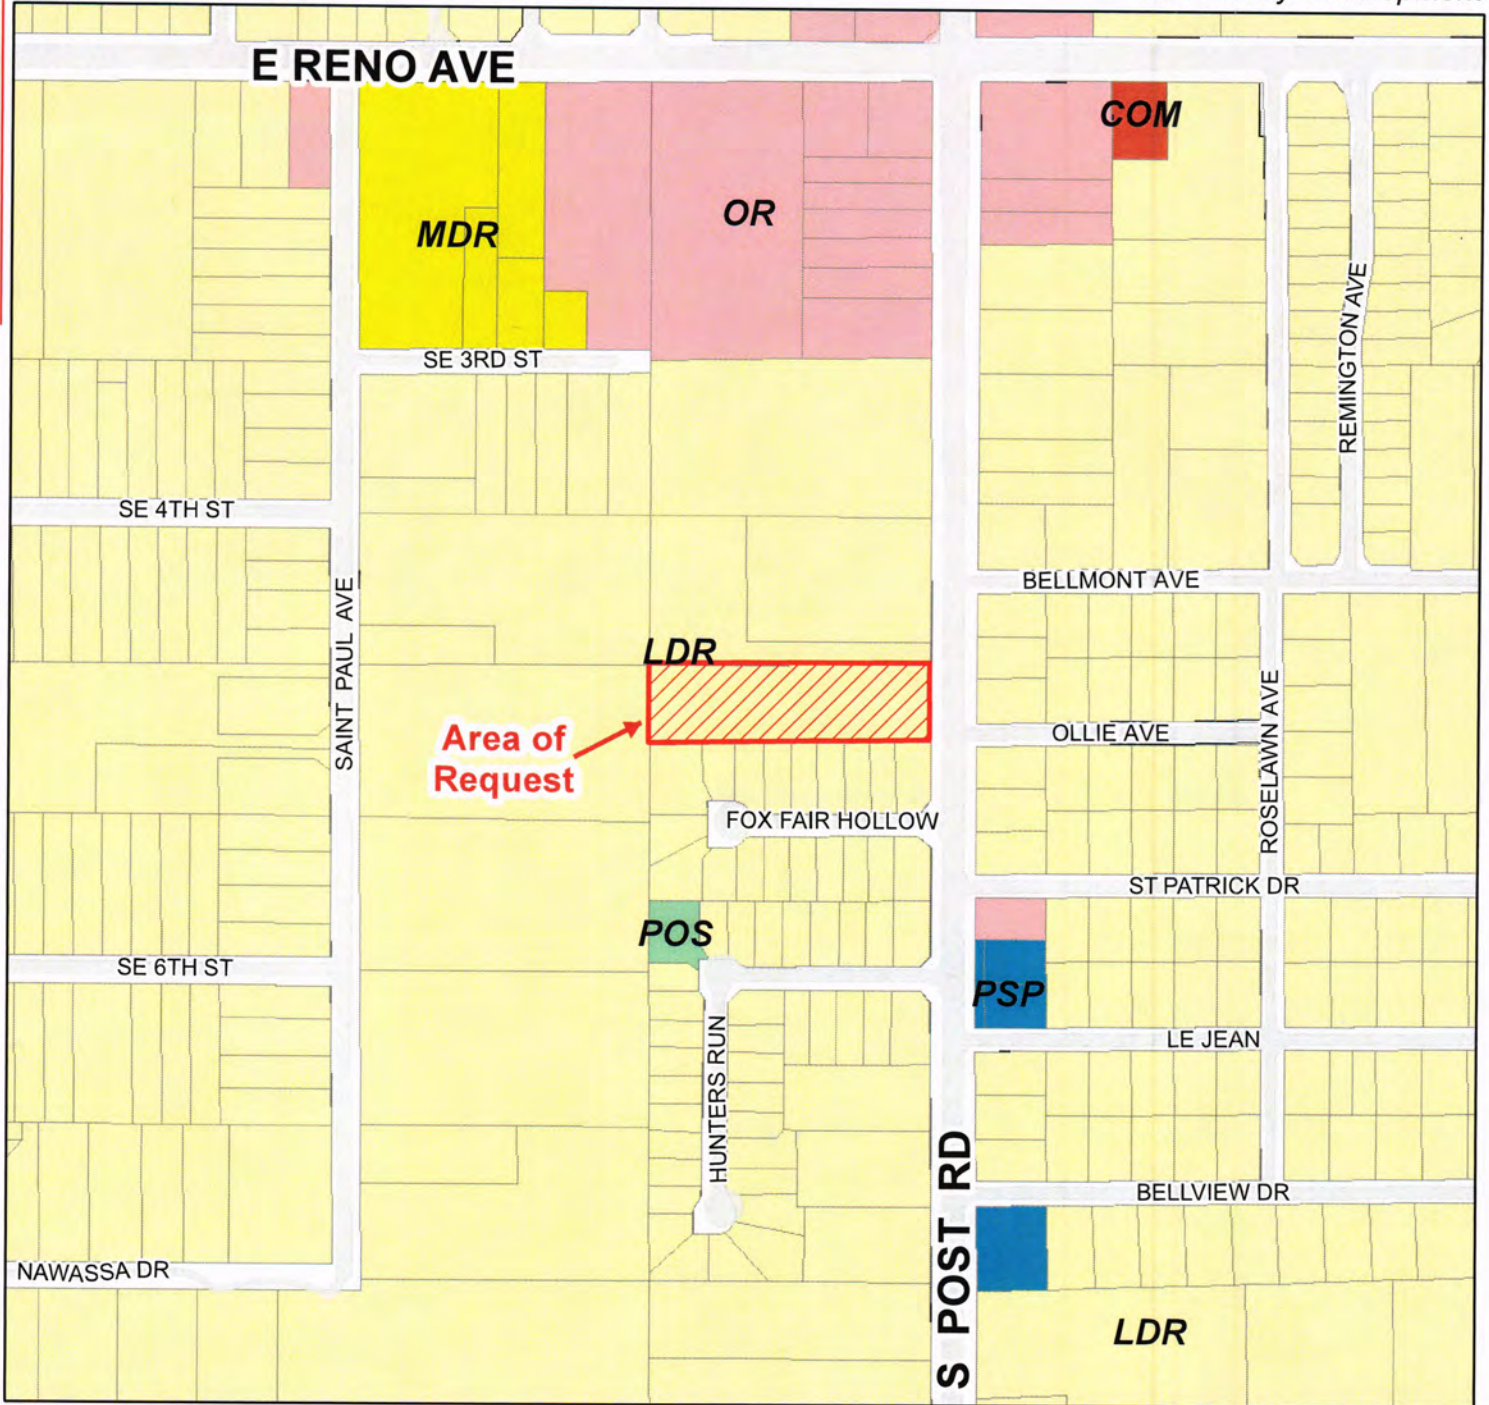 E RENO AVE
COM
MDR
OR
SE 3RD ST
REMINGTON AVE
SE 4TH ST
BELLMONT AVE
SAINT PAUL AVE
LDR
ROSELAWN AVE
Area of
Request
OLLIE AVE
FOX FAIR HOLLOW
ST PATRICK DR
POS
SE 6TH ST
PSP
LE JEAN
HUNTERS RUN
S POST RD
BELLVIEW DR
NAWASSA DR
LDR